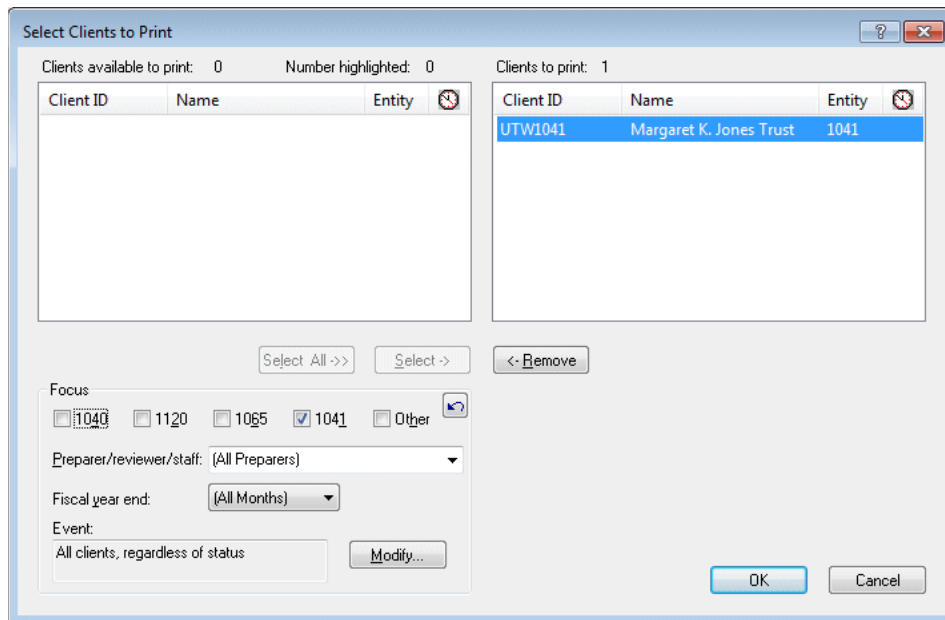 Select Clients to Print
Clients available to print: 0 Number highlighted: 0 Clients to print: 1
Client ID Name Entity Client ID Name Entity
UTW1041 Margaret K. Jones Trust 1041
Select All ->> Select -> <- Remove
Focus
1040 1120 1065 1041 Other
Preparer/reviewer/staff: (All Preparers)
Fiscal year end: (All Months)
Event:
All clients, regardless of status Modify...
OK Cancel